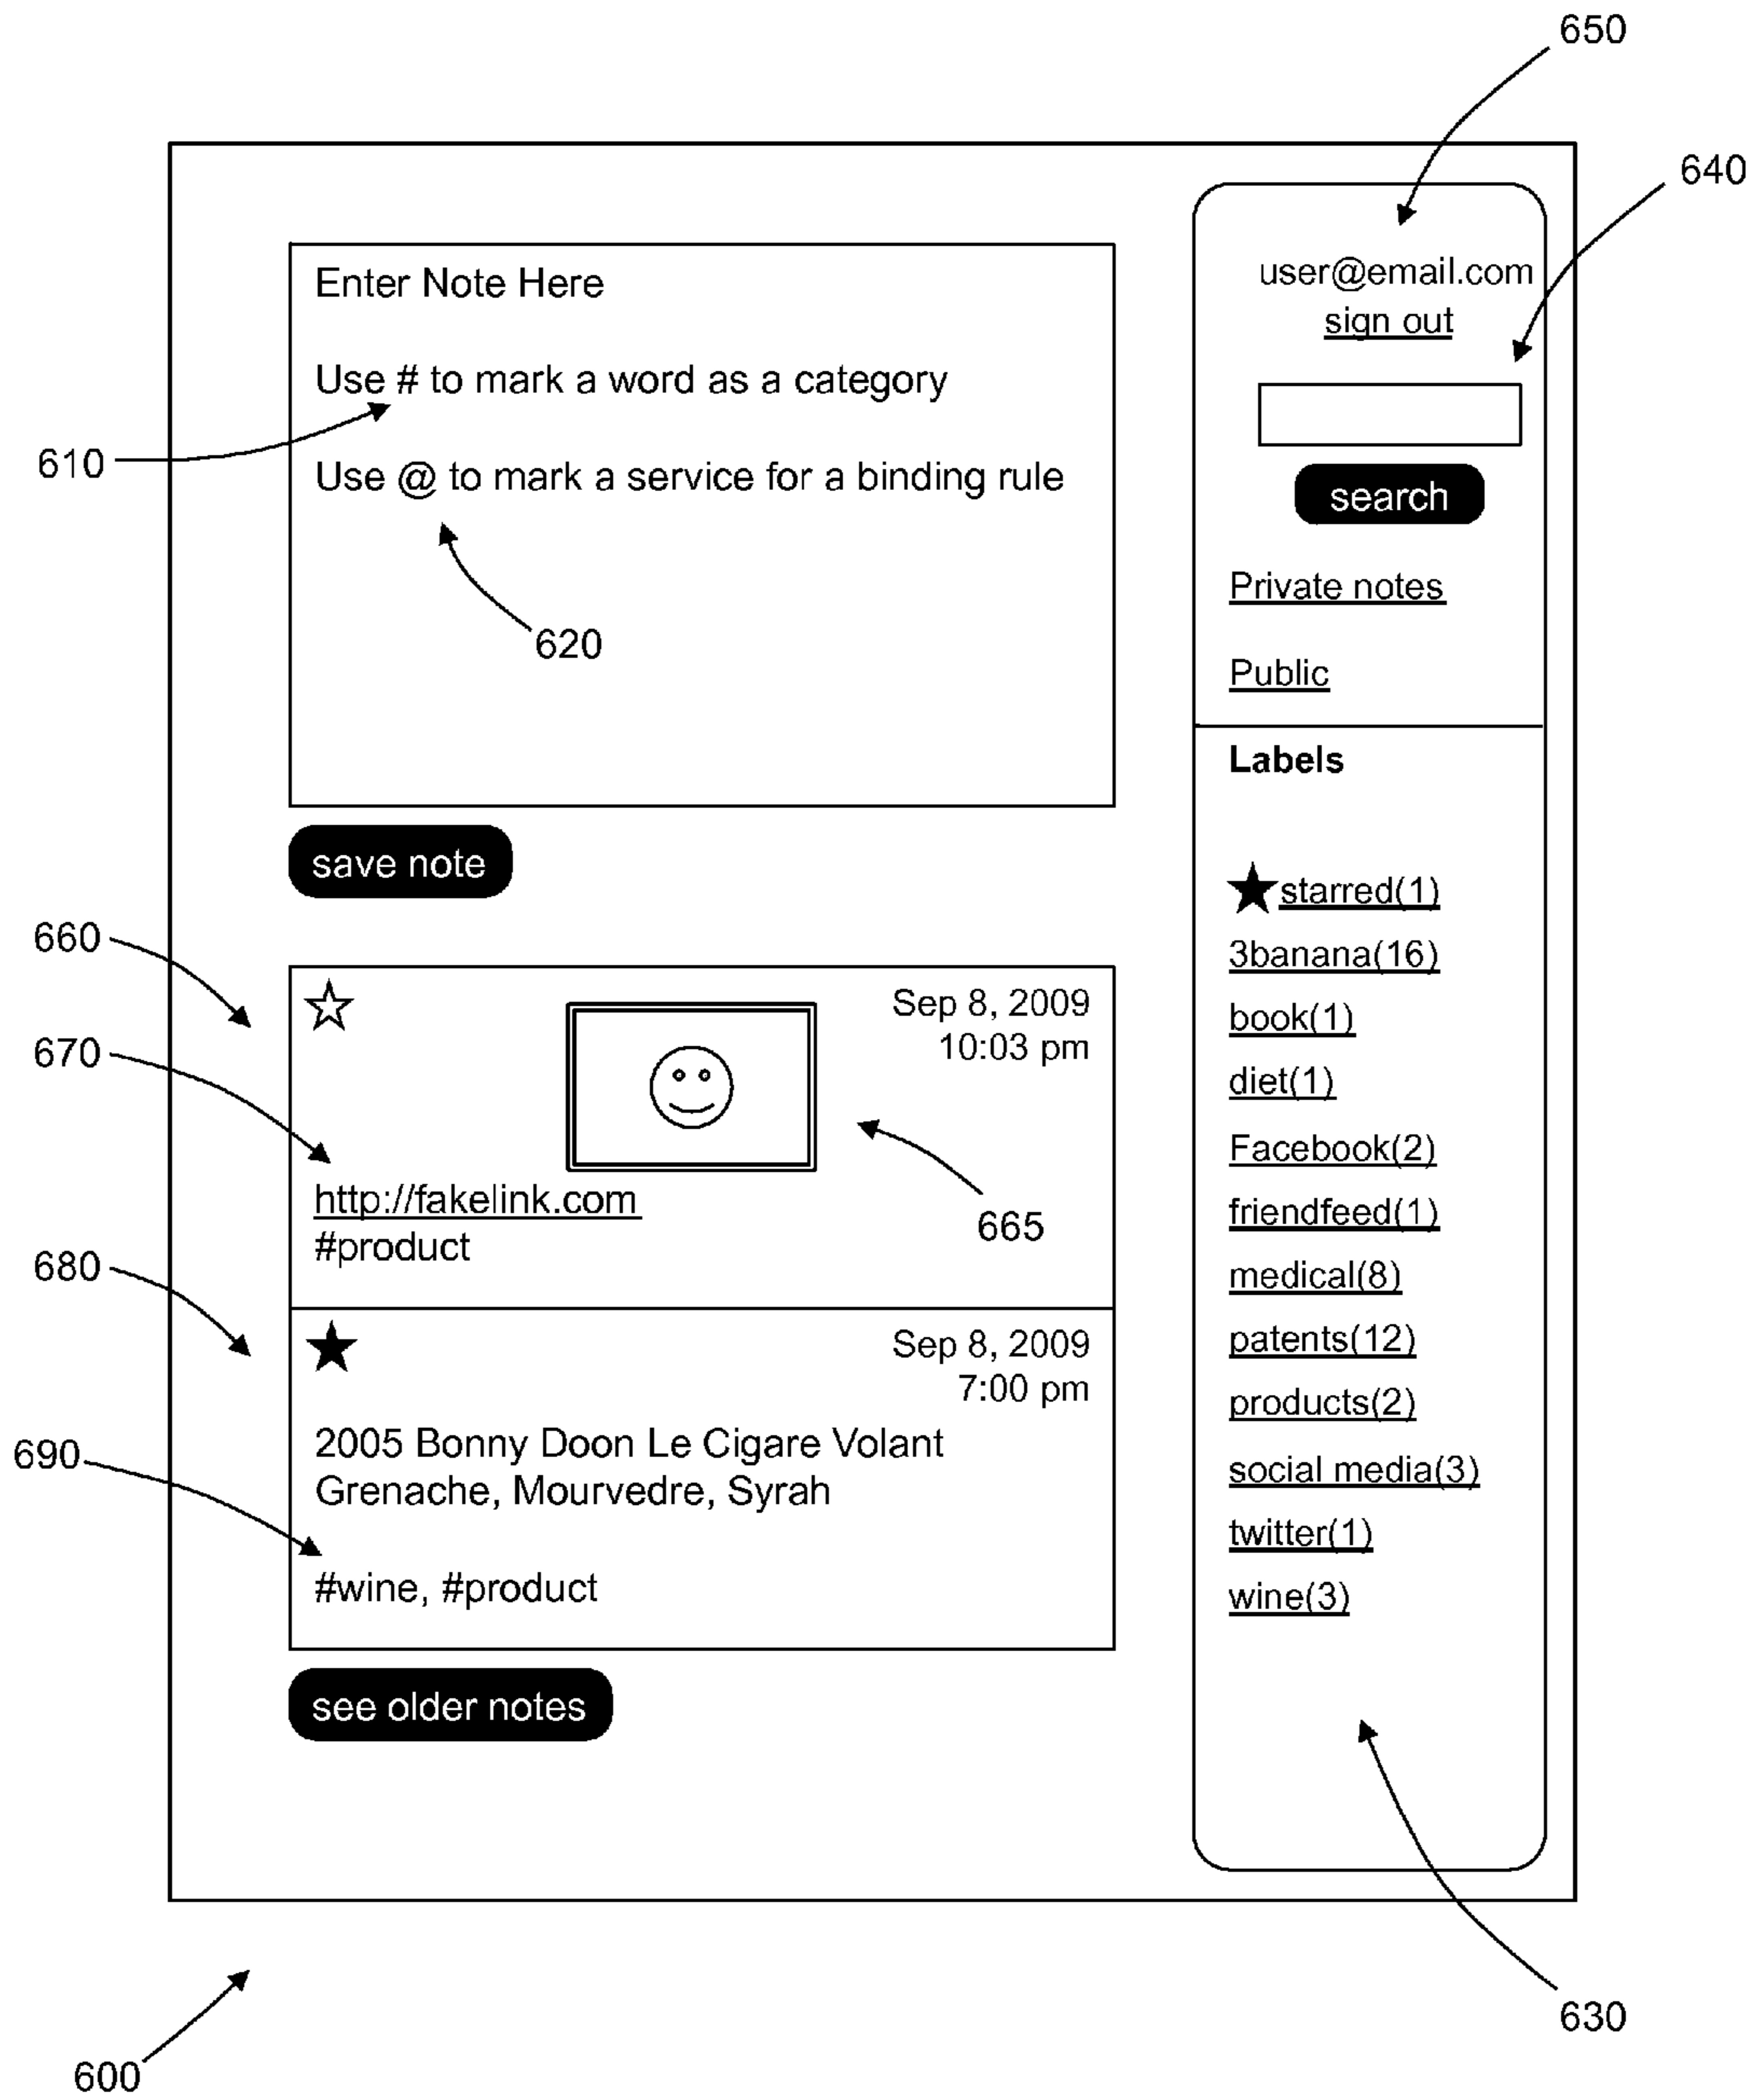 650
640
user@email.com
sign out
search
Private notes
Public
Enter Note Here
Use # to mark a word as a category
610
Use @ to mark a service for a binding rule
620
save note
Labels
starred(1)
3banana(16)
book(1)
diet(1)
Facebook(2)
friendfeed(1)
medical(8)
patents(12)
products(2)
social media(3)
twitter(1)
wine(3)
660
Sep 8, 2009
10:03 pm
670
http://fakelink.com
#product
665
680
Sep 8, 2009
7:00 pm
2005 Bonny Doon Le Cigare Volant
Grenache, Mourvedre, Syrah
690
#wine, #product
see older notes
630
600